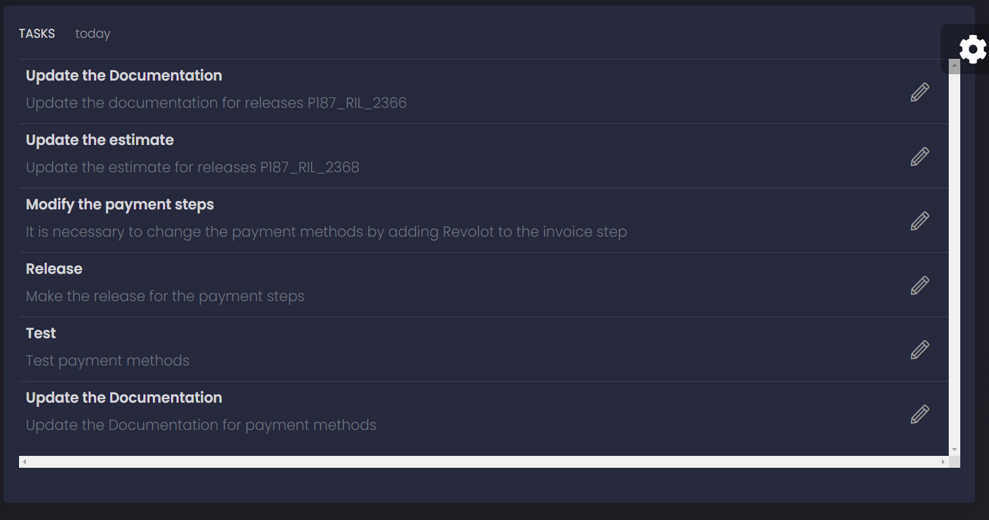 TASKS today
Update the Documentation
Update the documentation for releases P187_RIL_2366
Update the estimate
Update the estimate for releases P187_RIL_2368
Modify the payment steps
It is necessary to change the payment methods by adding Revolot to the invoice step
Release
Make the release for the payment steps
Test
Test payment methods
Update the Documentation
Update the Documentation for payment methods